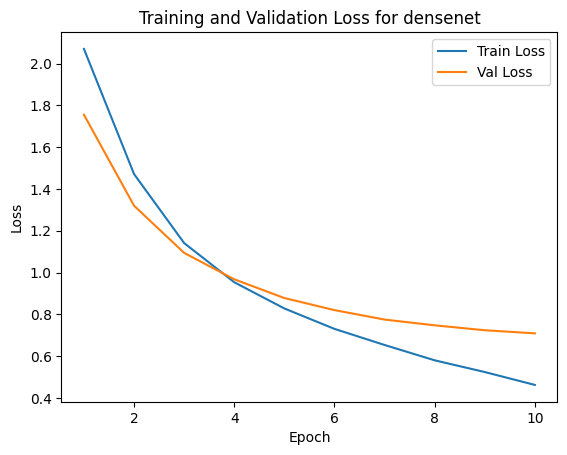 Training and Validation Loss for densenet
Train Loss
Val Loss
Loss
2.0
1.8
1.6
1.4
1.2
1.0
0.8
0.6
0.4
2 4 6 8 10
Epoch